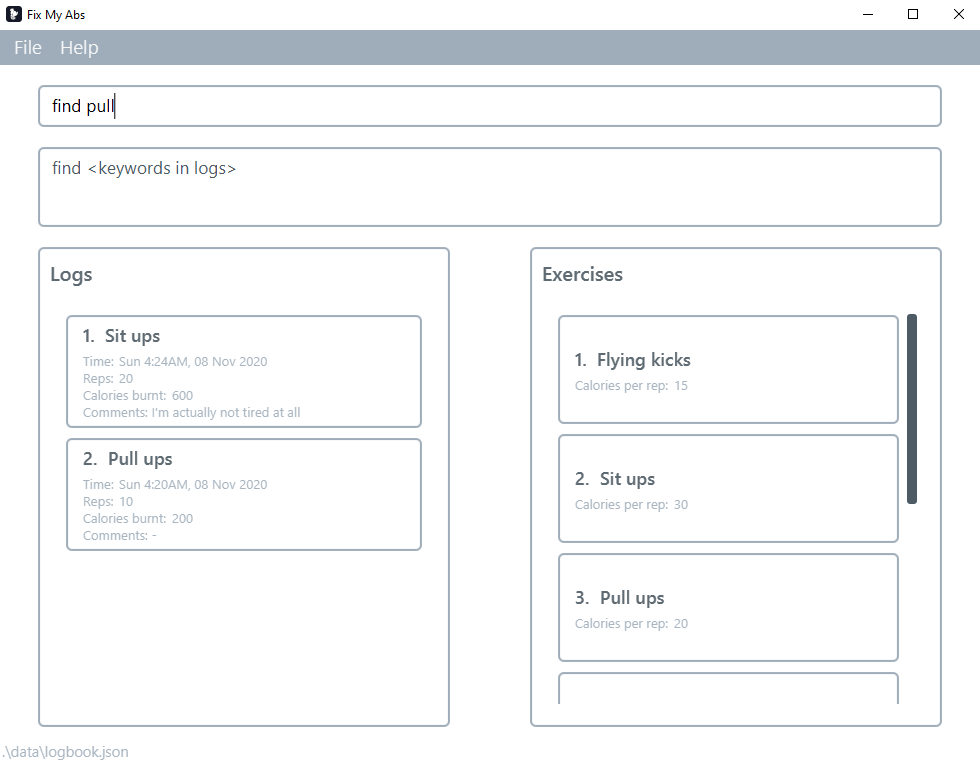 Fix My Abs
File Help
find pull
find <keywords in logs>
Logs
1. Sit ups
Time: Sun 4:24AM, 08 Nov 2020
Reps: 20
Calories burnt: 600
Comments: I'm actually not tired at all
2. Pull ups
Time: Sun 4:20AM, 08 Nov 2020
Reps: 10
Calories burnt: 200
Comments: -
Exercises
1. Flying kicks
Calories per rep: 15
2. Sit ups
Calories per rep: 30
3. Pull ups
Calories per rep: 20
.\data\logbook.json